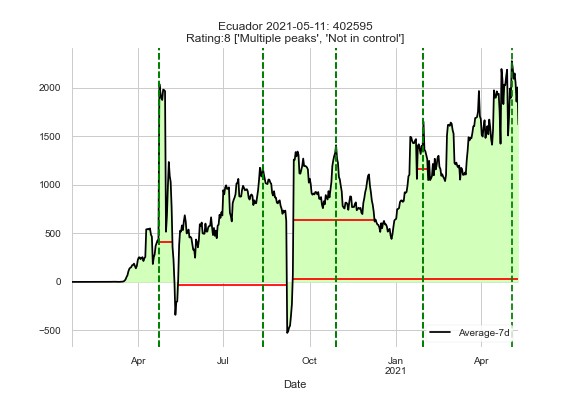 Ecuador 2021-05-11: 402595
Rating:8 ['Multiple peaks', 'Not in control']
2000
1500
1000
500
0
−500
Apr
Jul
Oct
Jan
2021
Apr
Average-7d
Date